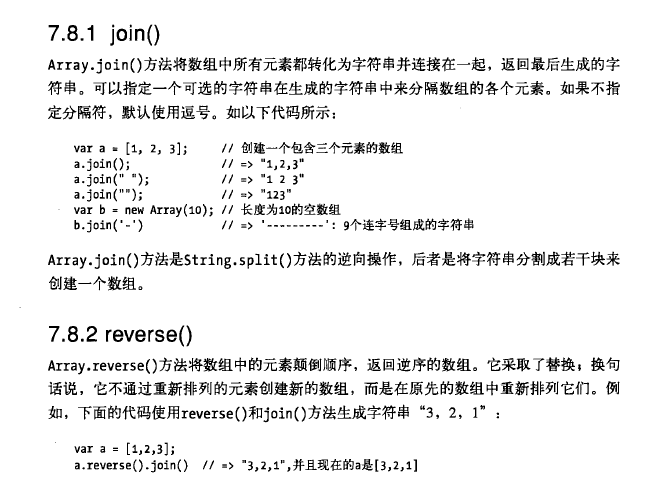 7.8.1 join()
Array.join()方法将数组中所有元素都转化为字符串并连接在一起，返回最后生成的字
符串。可以指定一个可选的字符串在生成的字符串中来分隔数组的各个元素。如果不指
定分隔符，默认使用逗号。如以下代码所示：
var a = [1, 2, 3]; // 创建一个包含三个元素的数组
a.join(); // => "1,2,3"
a.join(" "); // => "1 2 3"
a.join(""); // => "123"
var b = new Array(10); // 长度为10的空数组
b.join('-') // => '---------': 9个连字号组成的字符串
Array.join()方法是String.split()方法的逆向操作，后者是将字符串分割成若干块来
创建一个数组。
7.8.2 reverse()
Array.reverse()方法将数组中的元素颠倒顺序，返回逆序的数组。它采取了替换；换句
话说，它不通过重新排列的元素创建新的数组，而是在原先的数组中重新排列它们。例
如，下面的代码使用reverse()和join()方法生成字符串“3，2，1”：
var a = [1,2,3];
a.reverse().join() // => "3,2,1",并且现在的a是[3,2,1]